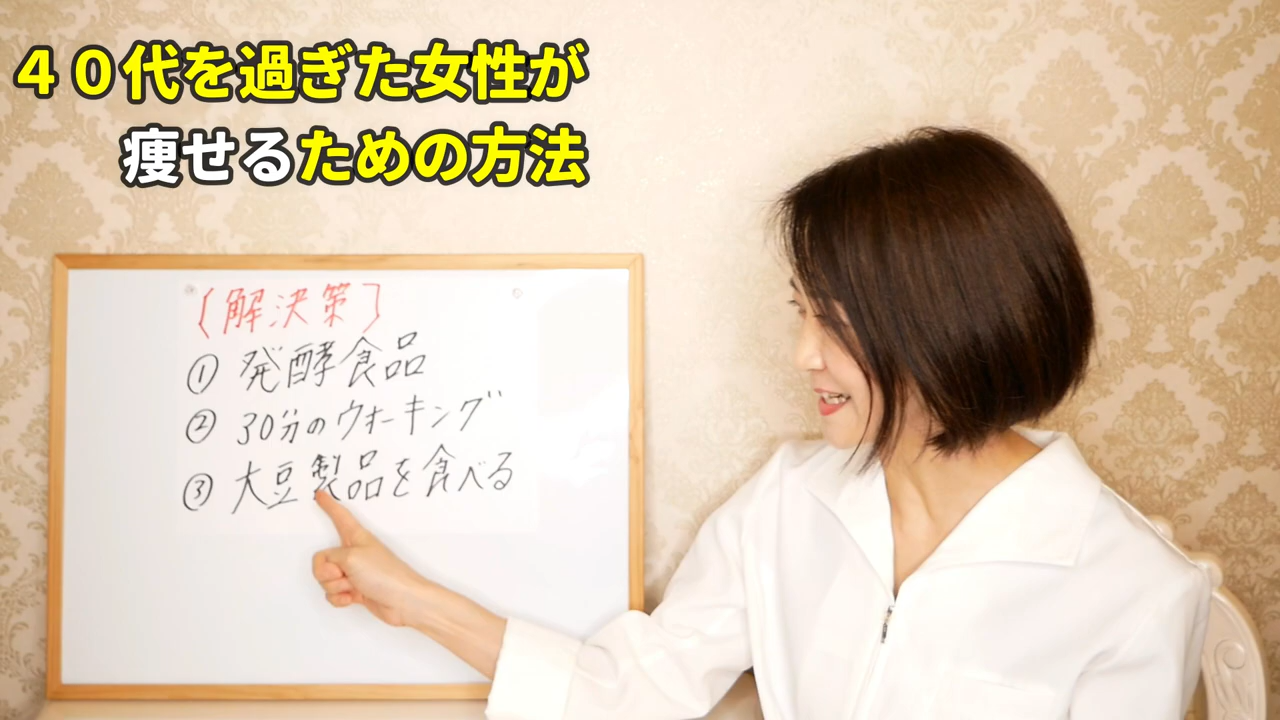 ４０代を過ぎた女性が
痩せるための方法
〔解決策〕
① 発酵食品
② 30分のウォーキング
③ 大豆製品を食べる